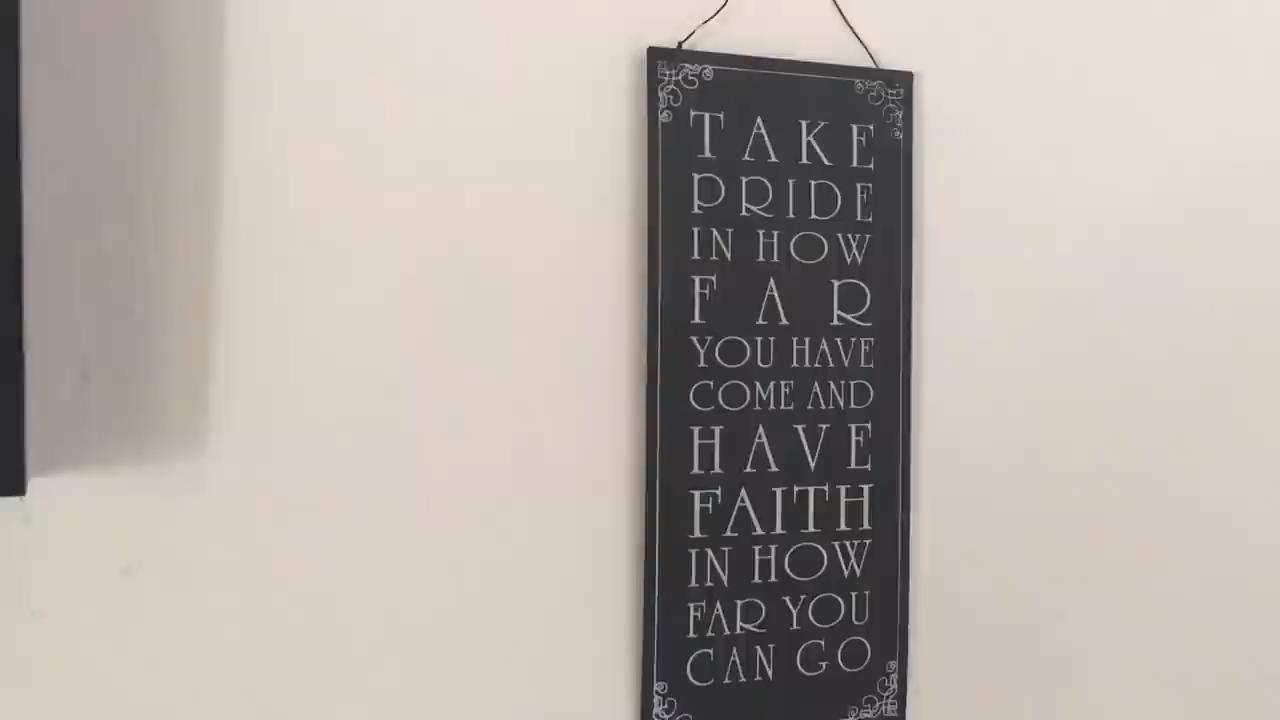 TAKE
PRIDE
IN HOW
FAR
YOU HAVE
COME AND
HAVE
FAITH
IN HOW
FAR YOU
CAN GO